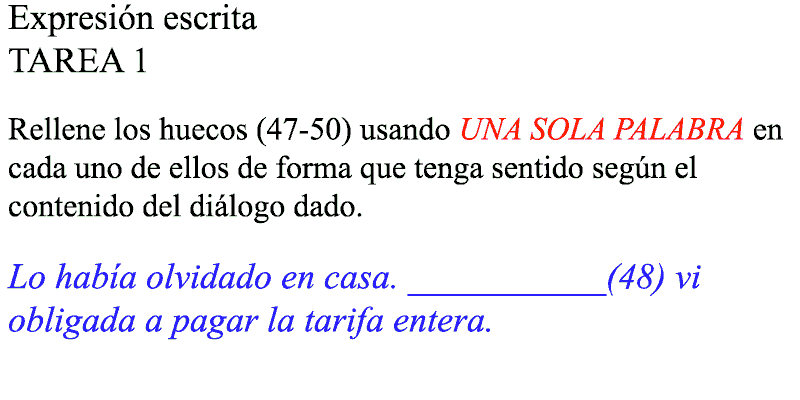 Expresión escrita
TAREA 1
Rellene los huecos (47-50) usando UNA SOLA PALABRA en
cada uno de ellos de forma que tenga sentido según el
contenido del diálogo dado.
Lo había olvidado en casa. ___________(48) vi
obligada a pagar la tarifa entera.